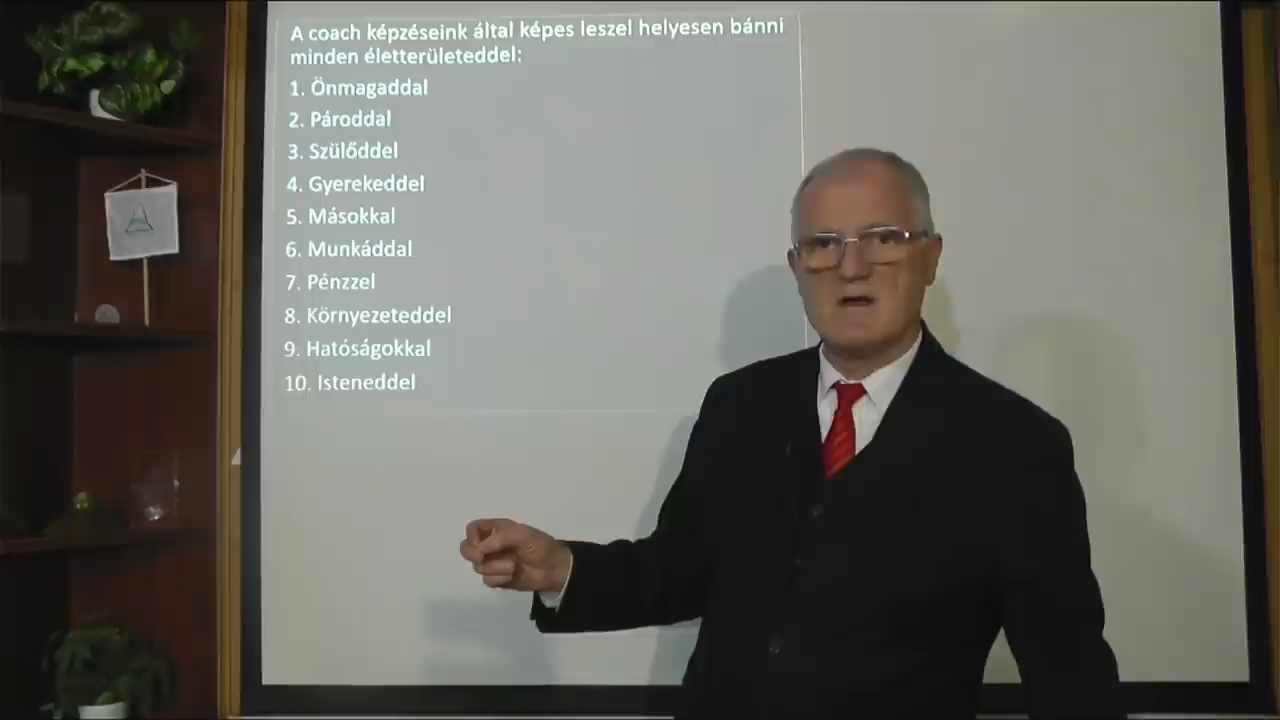 A coach képzéseink által képes leszel helyesen bánni
minden életterületeddel:
1. Önmagaddal
2. Pároddal
3. Szülőddel
4. Gyerekeddel
5. Másokkal
6. Munkáddal
7. Pénzzel
8. Környezeteddel
9. Hatóságokkal
10. Isteneddel